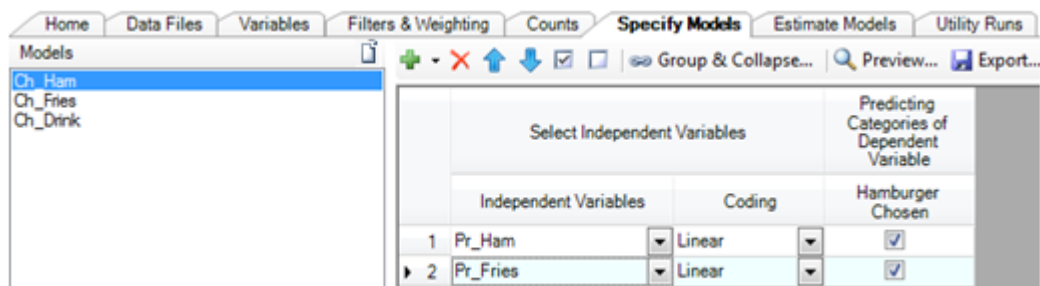 Home Data Files Variables Filters & Weighting Counts Specify Models Estimate Models Utility Runs
Models
Ch_Ham
Ch_Fries
Ch_Drink
Group & Collapse... Preview... Export...
Select Independent Variables
Predicting
Categories of
Dependent
Variable
Independent Variables Coding
Hamburger
Chosen
1 Pr_Ham Linear
2 Pr_Fries Linear